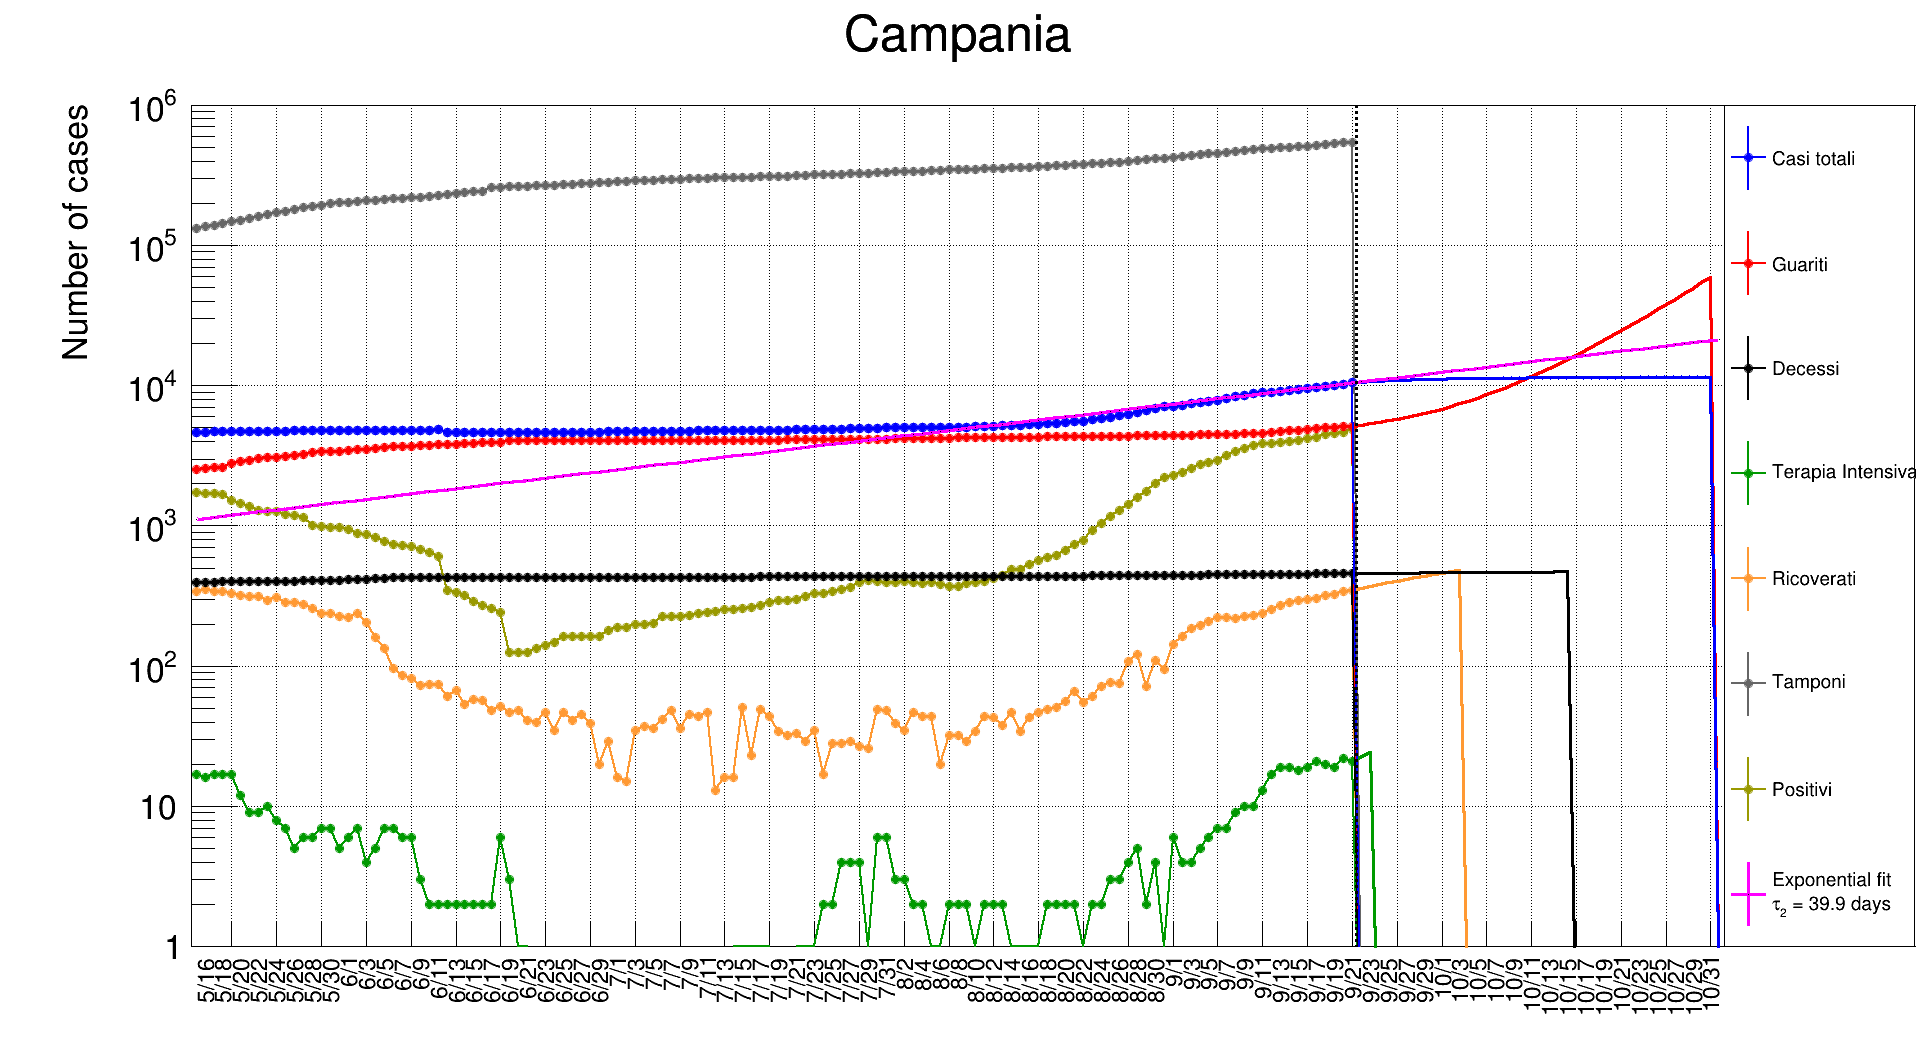 Campania
Number of cases
10^6
10^5
10^4
10^3
10^2
10
1
5/16 5/18 5/20 5/22 5/24 5/26 5/28 5/30 6/1 6/3 6/5 6/7 6/9 6/11 6/13 6/15 6/17 6/19 6/21 6/23 6/25 6/27 6/29 7/1 7/3 7/5 7/7 7/9 7/11 7/13 7/15 7/17 7/19 7/21 7/23 7/25 7/27 7/29 7/31 8/2 8/4 8/6 8/8 8/10 8/12 8/14 8/16 8/18 8/20 8/22 8/24 8/26 8/28 8/30 9/1 9/3 9/5 9/7 9/9 9/11 9/13 9/15 9/17 9/19 9/21 9/23 9/25 9/27 9/29 10/1 10/3 10/5 10/7 10/9 10/11 10/13 10/15 10/17 10/19 10/21 10/23 10/25 10/27 10/29 10/31
Casi totali
Guariti
Decessi
Terapia Intensiva
Ricoverati
Tamponi
Positivi
Exponential fit
τ_2 = 39.9 days